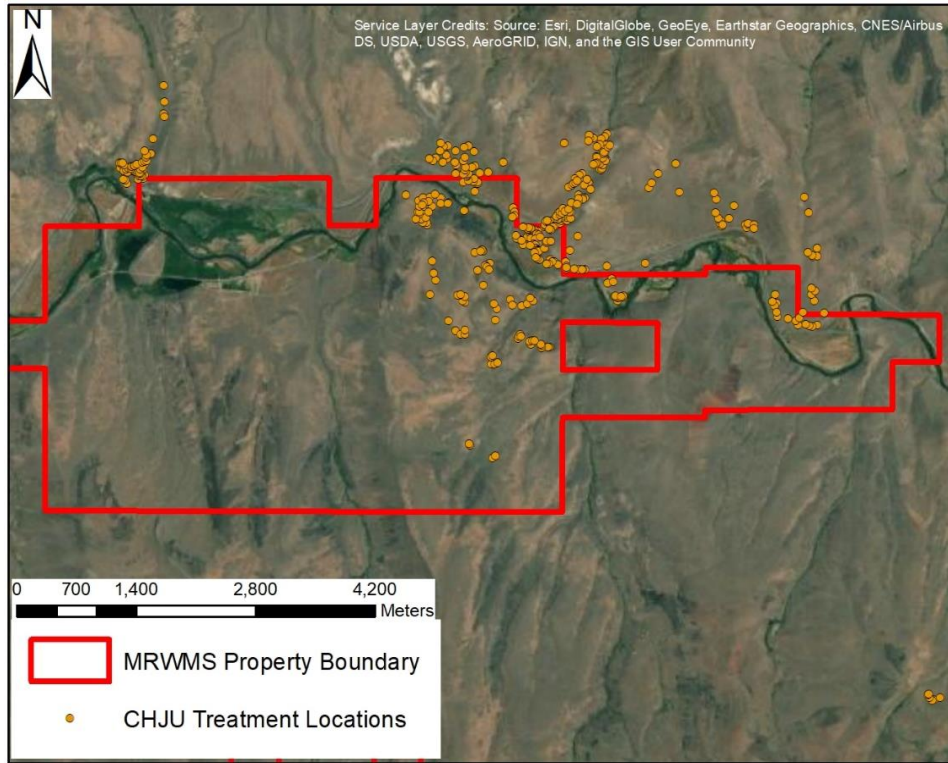 Service Layer Credits: Source: Esri, DigitalGlobe, GeoEye, Earthstar Geographics, CNES/Airbus
DS, USDA, USGS, AeroGRID, IGN, and the GIS User Community
N
0 700 1,400 2,800 4,200
Meters
MRWMS Property Boundary
CHJU Treatment Locations